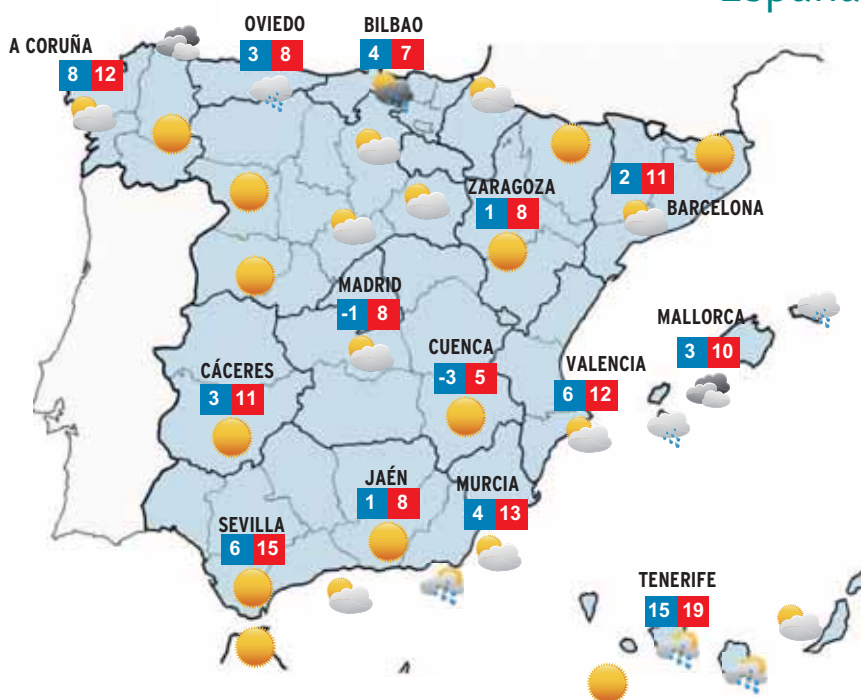 España
OVIEDO
3 8
BILBAO
4 7
A CORUÑA
8 12
ZARAGOZA
1 8
2 11
BARCELONA
MADRID
-1 8
MALLORCA
3 10
CUENCA
-3 5
VALENCIA
6 12
CÁCERES
3 11
JAÉN
1 8
MURCIA
4 13
SEVILLA
6 15
TENERIFE
15 19